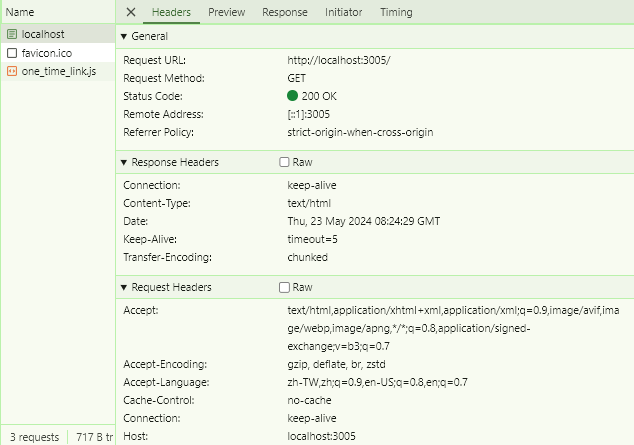 Name
Headers Preview Response Initiator Timing
localhost
favicon.ico
one_time_link.js
General
Request URL: http://localhost:3005/
Request Method: GET
Status Code: 200 OK
Remote Address: [::1]:3005
Referrer Policy: strict-origin-when-cross-origin
Response Headers Raw
Connection: keep-alive
Content-Type: text/html
Date: Thu, 23 May 2024 08:24:29 GMT
Keep-Alive: timeout=5
Transfer-Encoding: chunked
Request Headers Raw
Accept: text/html,application/xhtml+xml,application/xml;q=0.9,image/avif,ima
ge/webp,image/apng,*/*;q=0.8,application/signed-
exchange;v=b3;q=0.7
Accept-Encoding: gzip, deflate, br, zstd
Accept-Language: zh-TW,zh;q=0.9,en-US;q=0.8,en;q=0.7
Cache-Control: no-cache
Connection: keep-alive
Host: localhost:3005
3 requests 717 B tr